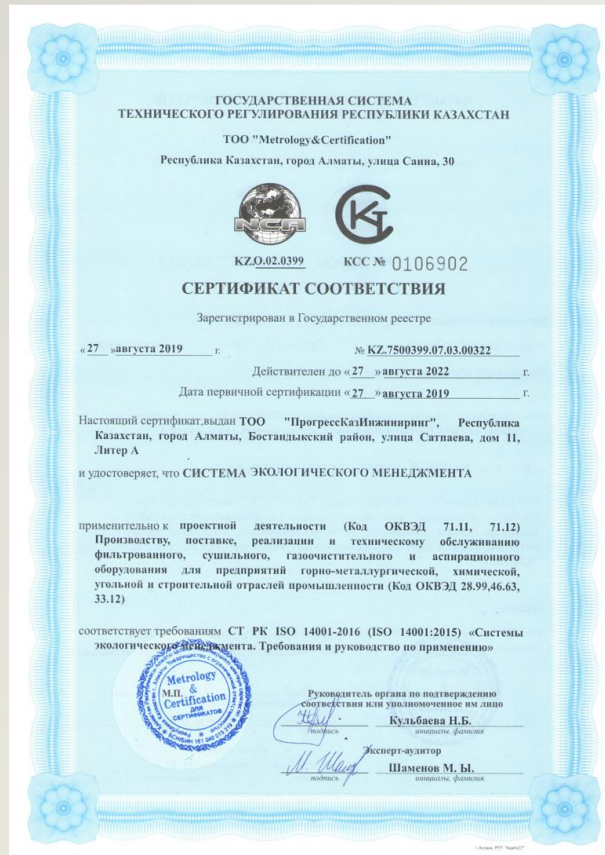 ГОСУДАРСТВЕННАЯ СИСТЕМА
ТЕХНИЧЕСКОГО РЕГУЛИРОВАНИЯ РЕСПУБЛИКИ КАЗАХСТАН
ТОО "Metrology&Certification"
Республика Казахстан, город Алматы, улица Саина, 30
NCA
KZ.O.02.0399 КСС № 0106902
СЕРТИФИКАТ СООТВЕТСТВИЯ
Зарегистрирован в Государственном реестре
« 27 » августа 2019 г. № KZ.7500399.07.03.00322
Действителен до « 27 » августа 2022 г.
Дата первичной сертификации « 27 » августа 2019 г.
Настоящий сертификат выдан ТОО "ПрогрессКазИнжиниринг", Республика
Казахстан, город Алматы, Бостандыкский район, улица Сатпаева, дом 11,
Литер А
и удостоверяет, что СИСТЕМА ЭКОЛОГИЧЕСКОГО МЕНЕДЖМЕНТА
применительно к проектной деятельности (Код ОКВЭД 71.11, 71.12)
Производству, поставке, реализации и техническому обслуживанию
фильтрованного, сушильного, газоочистительного и аспирационного
оборудования для предприятий горно-металлургической, химической,
угольной и строительной отраслей промышленности (Код ОКВЭД 28.99,46.63,
33.12)
соответствует требованиям СТ РК ISO 14001-2016 (ISO 14001:2015) «Системы
экологического менеджмента. Требования и руководство по применению»
Metrology
&
Certification
ДЛЯ
СЕРТИФИКАТОВ
М.П.
Руководитель органа по подтверждению
соответствия или уполномоченное им лицо
Кульбаева Н.Б.
подпись инициалы, фамилия
Эксперт-аудитор
Шаменов М. Ы.
подпись инициалы, фамилия